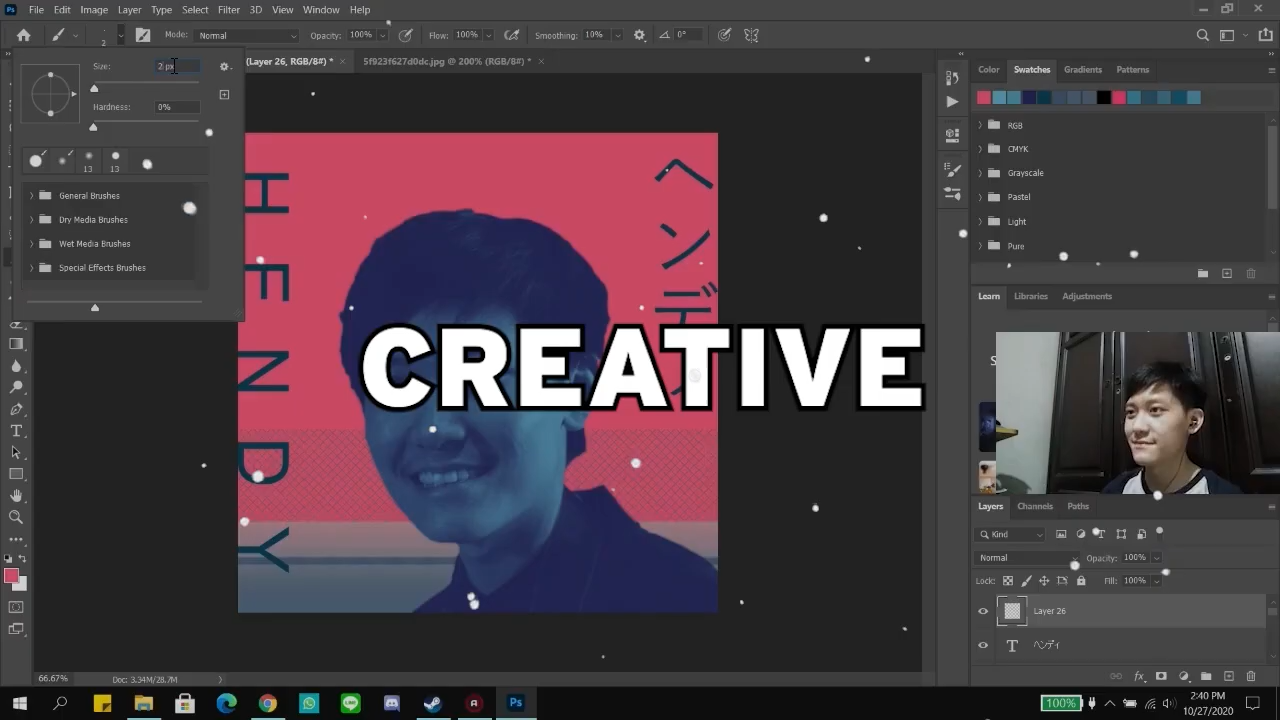 Ps File Edit Image Layer Type Select Filter 3D View Window Help
2 Mode: Normal Opacity: 100% Flow: 100% Smoothing: 10% 0°
(Layer 26, RGB/8#) * × 5f923f627d0dc.jpg @ 200% (RGB/8#) * ×
Size: 2 px
Hardness: 0%
13 13
General Brushes
Dry Media Brushes
Wet Media Brushes
Special Effects Brushes
HENDY
ヘンディ
CREATIVE
Color Swatches Gradients Patterns
RGB
CMYK
Grayscale
Pastel
Light
Pure
Learn Libraries Adjustments
S
Layers Channels Paths
Kind
Normal Opacity: 100%
Lock: Fill: 100%
Layer 26
T ヘンディ
fx
66.67% Doc: 3.34M/28.7M
100% 2:40 PM
10/27/2020